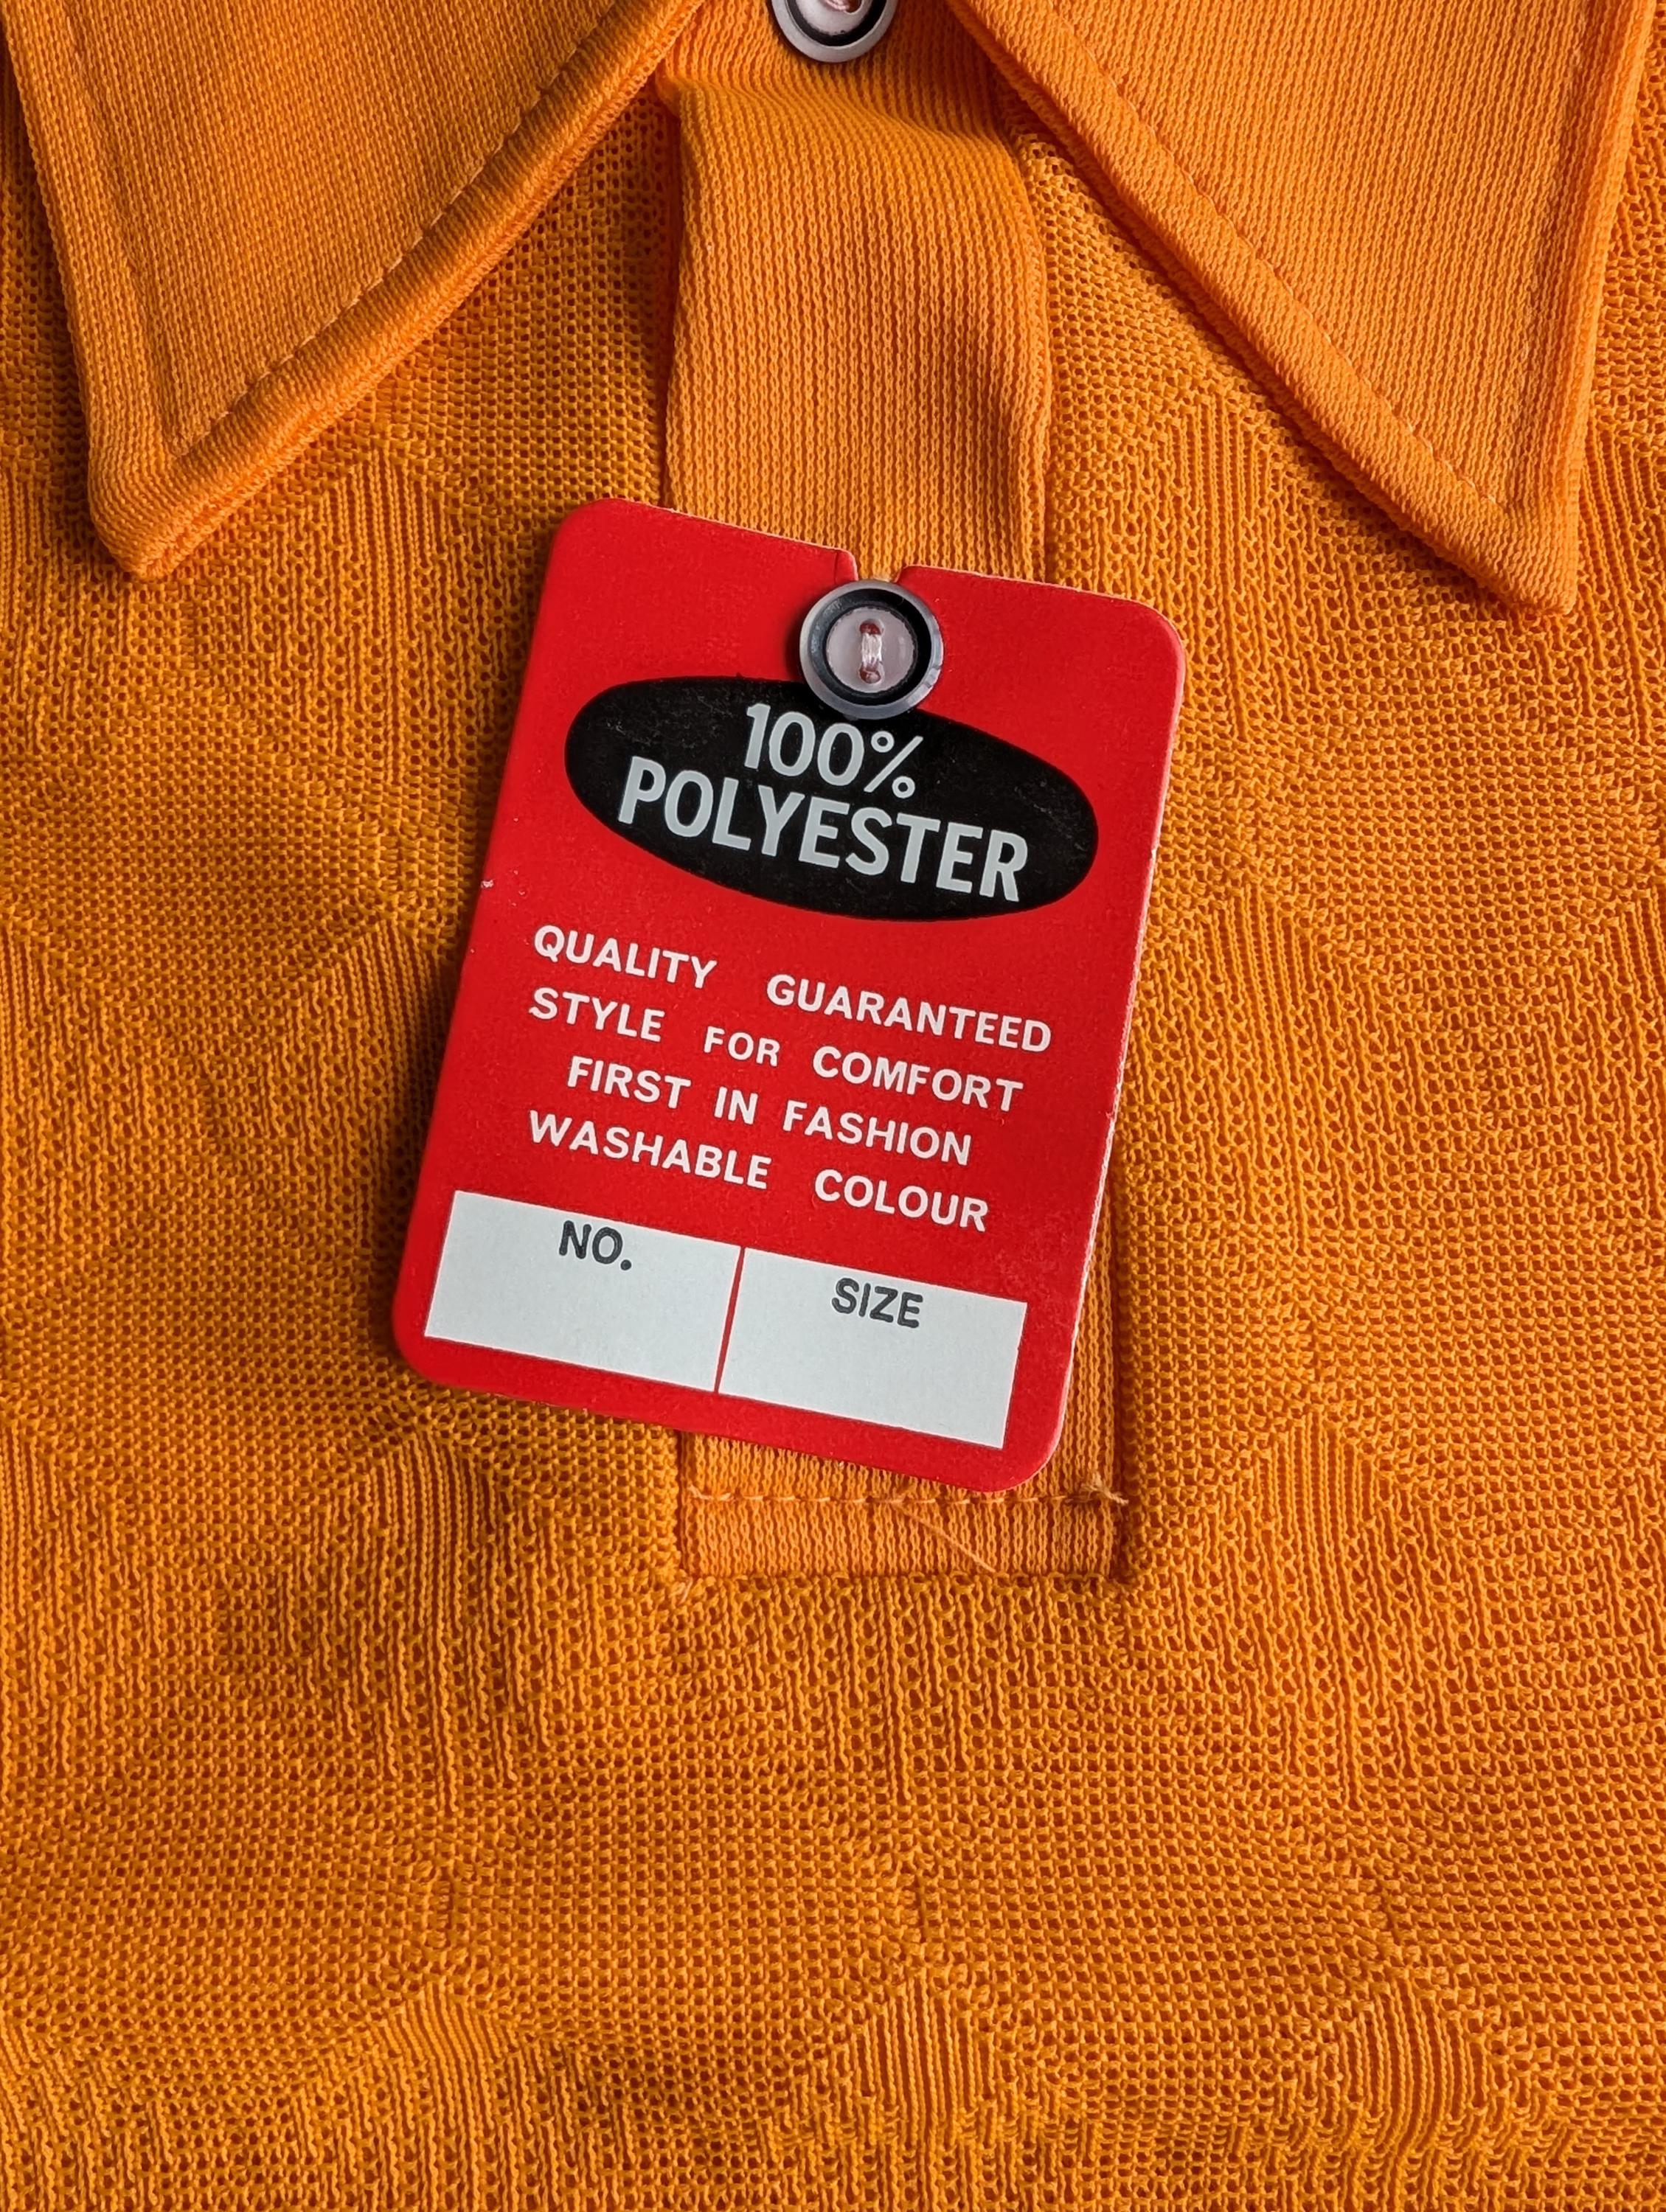 100%
POLYESTER
QUALITY GUARANTEED
STYLE FOR COMFORT
FIRST IN FASHION
WASHABLE COLOUR
NO. SIZE